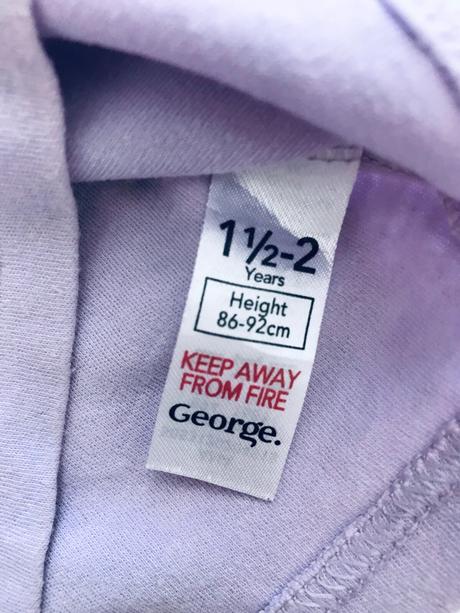 1½-2
Years
Height
86-92cm
KEEP AWAY
FROM FIRE
George.